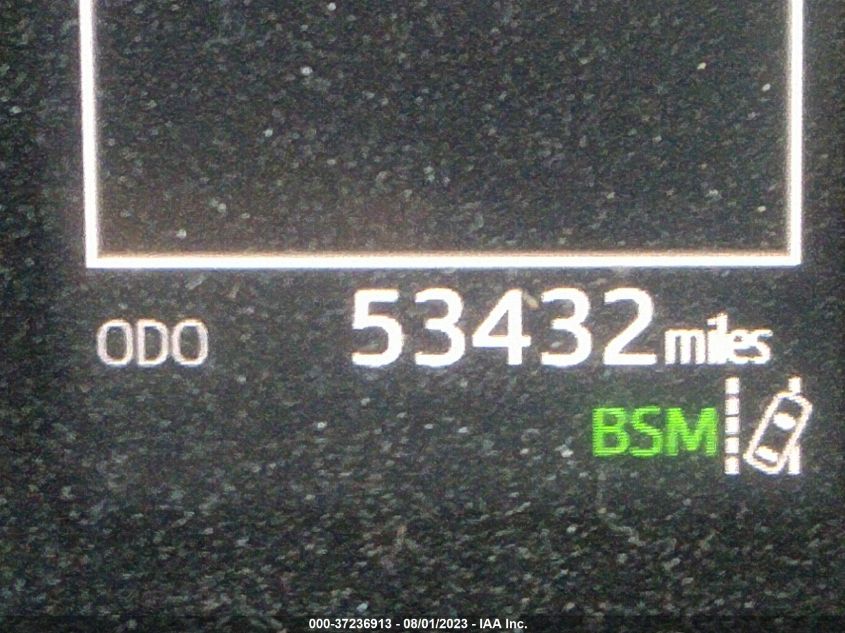 ODO 53432 miles
BSM
000-37236913 - 08/01/2023 - IAA Inc.